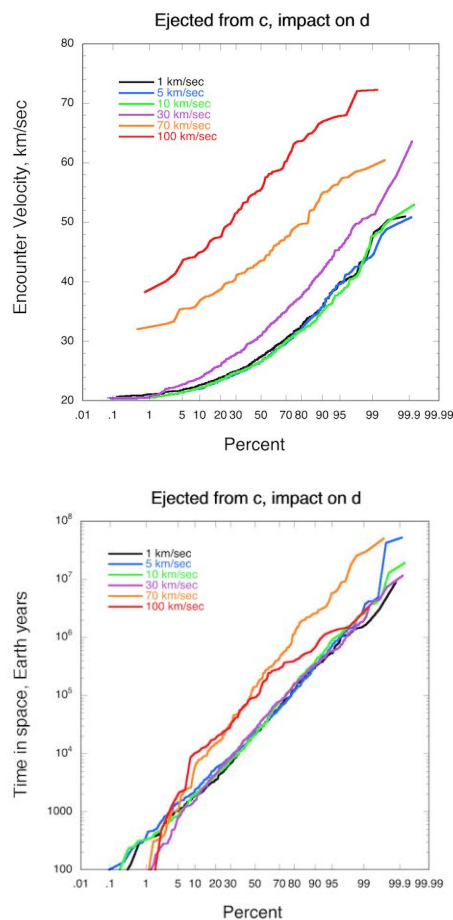 Ejected from c, impact on d
80
70
60
50
40
30
20
Encounter Velocity, km/sec
1 km/sec
5 km/sec
10 km/sec
30 km/sec
70 km/sec
100 km/sec
.01 .1 1 5 10 20 30 50 70 80 90 95 99 99.9 99.99
Percent
Ejected from c, impact on d
10^8
10^7
10^6
10^5
10^4
1000
100
Time in space, Earth years
1 km/sec
5 km/sec
10 km/sec
30 km/sec
70 km/sec
100 km/sec
.01 .1 1 5 10 20 30 50 70 80 90 95 99 99.9 99.99
Percent